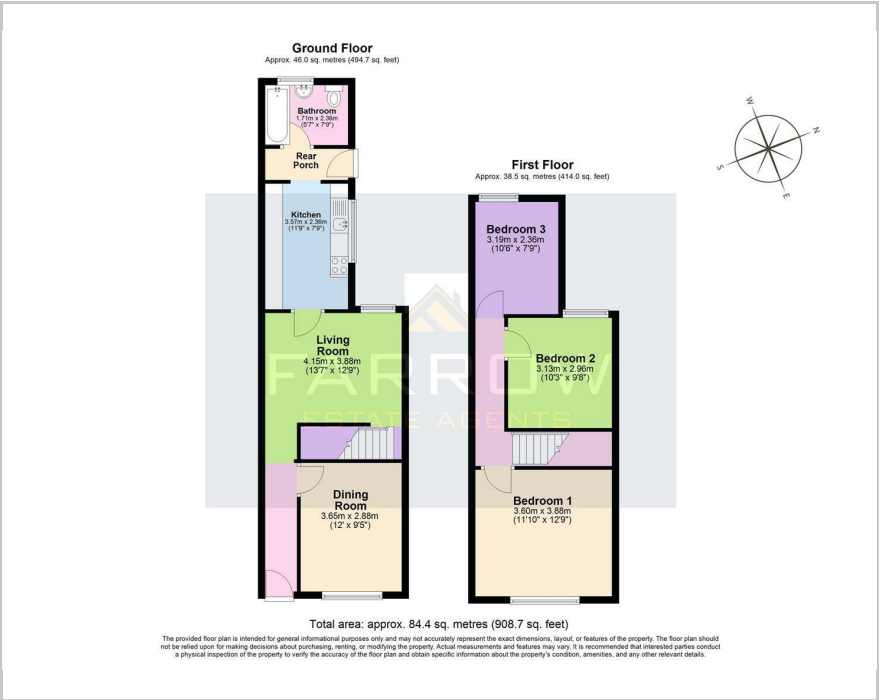 Ground Floor
Approx. 46.0 sq. metres (494.7 sq. feet)
Bathroom
1.71m x 2.36m
(5'7" x 7'9")
Rear
Porch
Kitchen
3.57m x 2.36m
(11'9" x 7'9")
Living
Room
4.15m x 3.88m
(13'7" x 12'9")
Dining
Room
3.65m x 2.88m
(12' x 9'5")
First Floor
Approx. 38.5 sq. metres (414.0 sq. feet)
Bedroom 3
3.19m x 2.36m
(10'6" x 7'9")
Bedroom 2
3.13m x 2.96m
(10'3" x 9'8")
Bedroom 1
3.60m x 3.88m
(11'10" x 12'9")
W
N
S
E
FARROW
ESTATE AGENTS
Total area: approx. 84.4 sq. metres (908.7 sq. feet)
The provided floor plan is intended for general informational purposes only and may not accurately represent the exact dimensions, layout, or features of the property. The floor plan should
not be relied upon for making decisions about purchasing, renting, or modifying the property. Actual measurements and features may vary. It is recommended that interested parties conduct
a physical inspection of the property to verify the accuracy of the floor plan and obtain specific information about the property's condition, amenities, and any other relevant details.